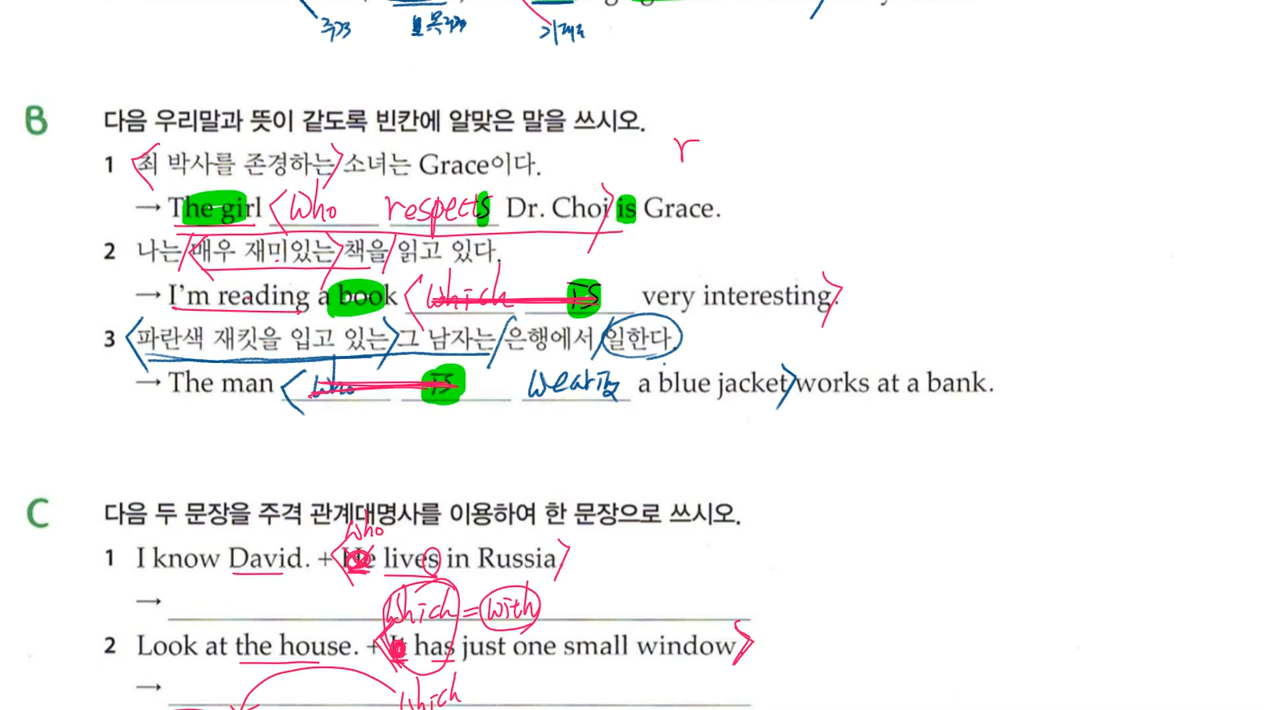 주격 목적격
B 다음 우리말과 뜻이 같도록 빈칸에 알맞은 말을 쓰시오.
r
1 <최 박사를 존경하는> 소녀는 Grace이다.
→ The girl <who respects Dr. Choi> is Grace.
2 나는/<매우 재미있는>책을/읽고 있다.
→ I'm reading a book <which is very interesting.>
3 <파란색 재킷을 입고 있는>그 남자는/은행에서/일한다.
→ The man <who is wearing a blue jacket>works at a bank.
C 다음 두 문장을 주격 관계대명사를 이용하여 한 문장으로 쓰시오.
who
1 I know David. + <He lives in Russia>
→
which = with
2 Look at the house. + <It has just one small window>
→
which